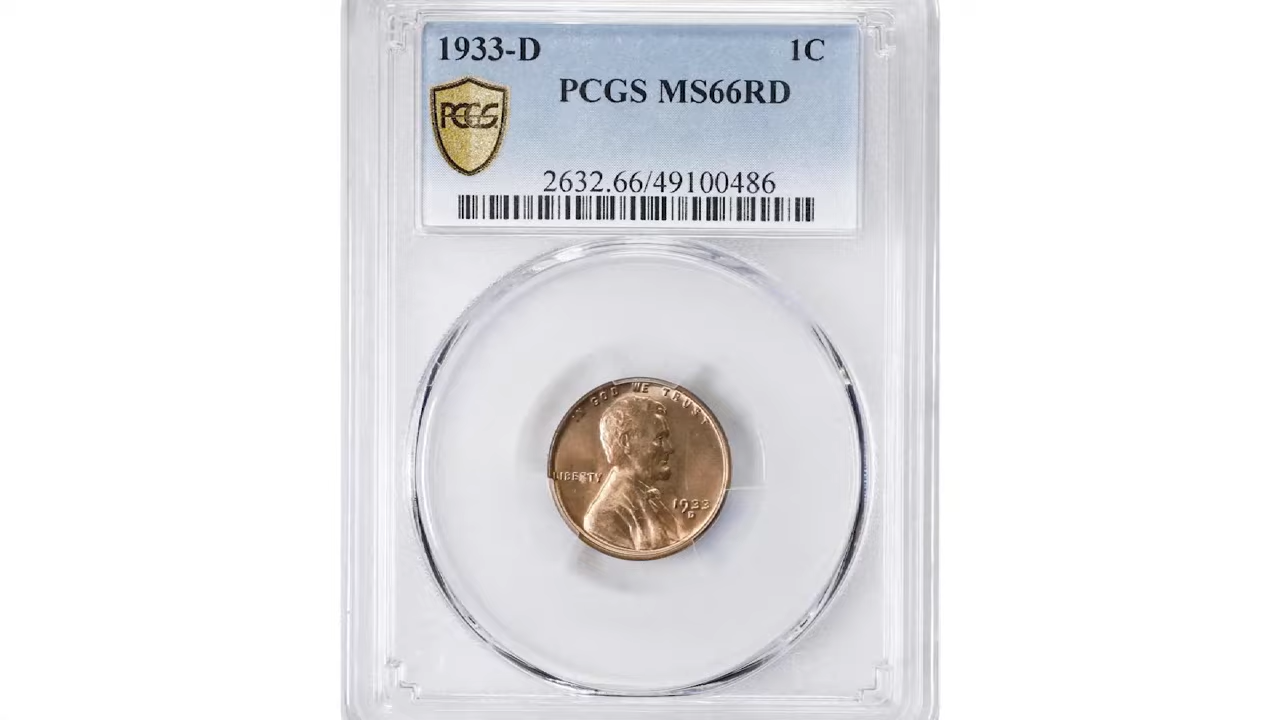 1933-D 1C
PCGS MS66RD
PCGS
2632.66/49100486
IN GOD WE TRUST
LIBERTY
1933
D